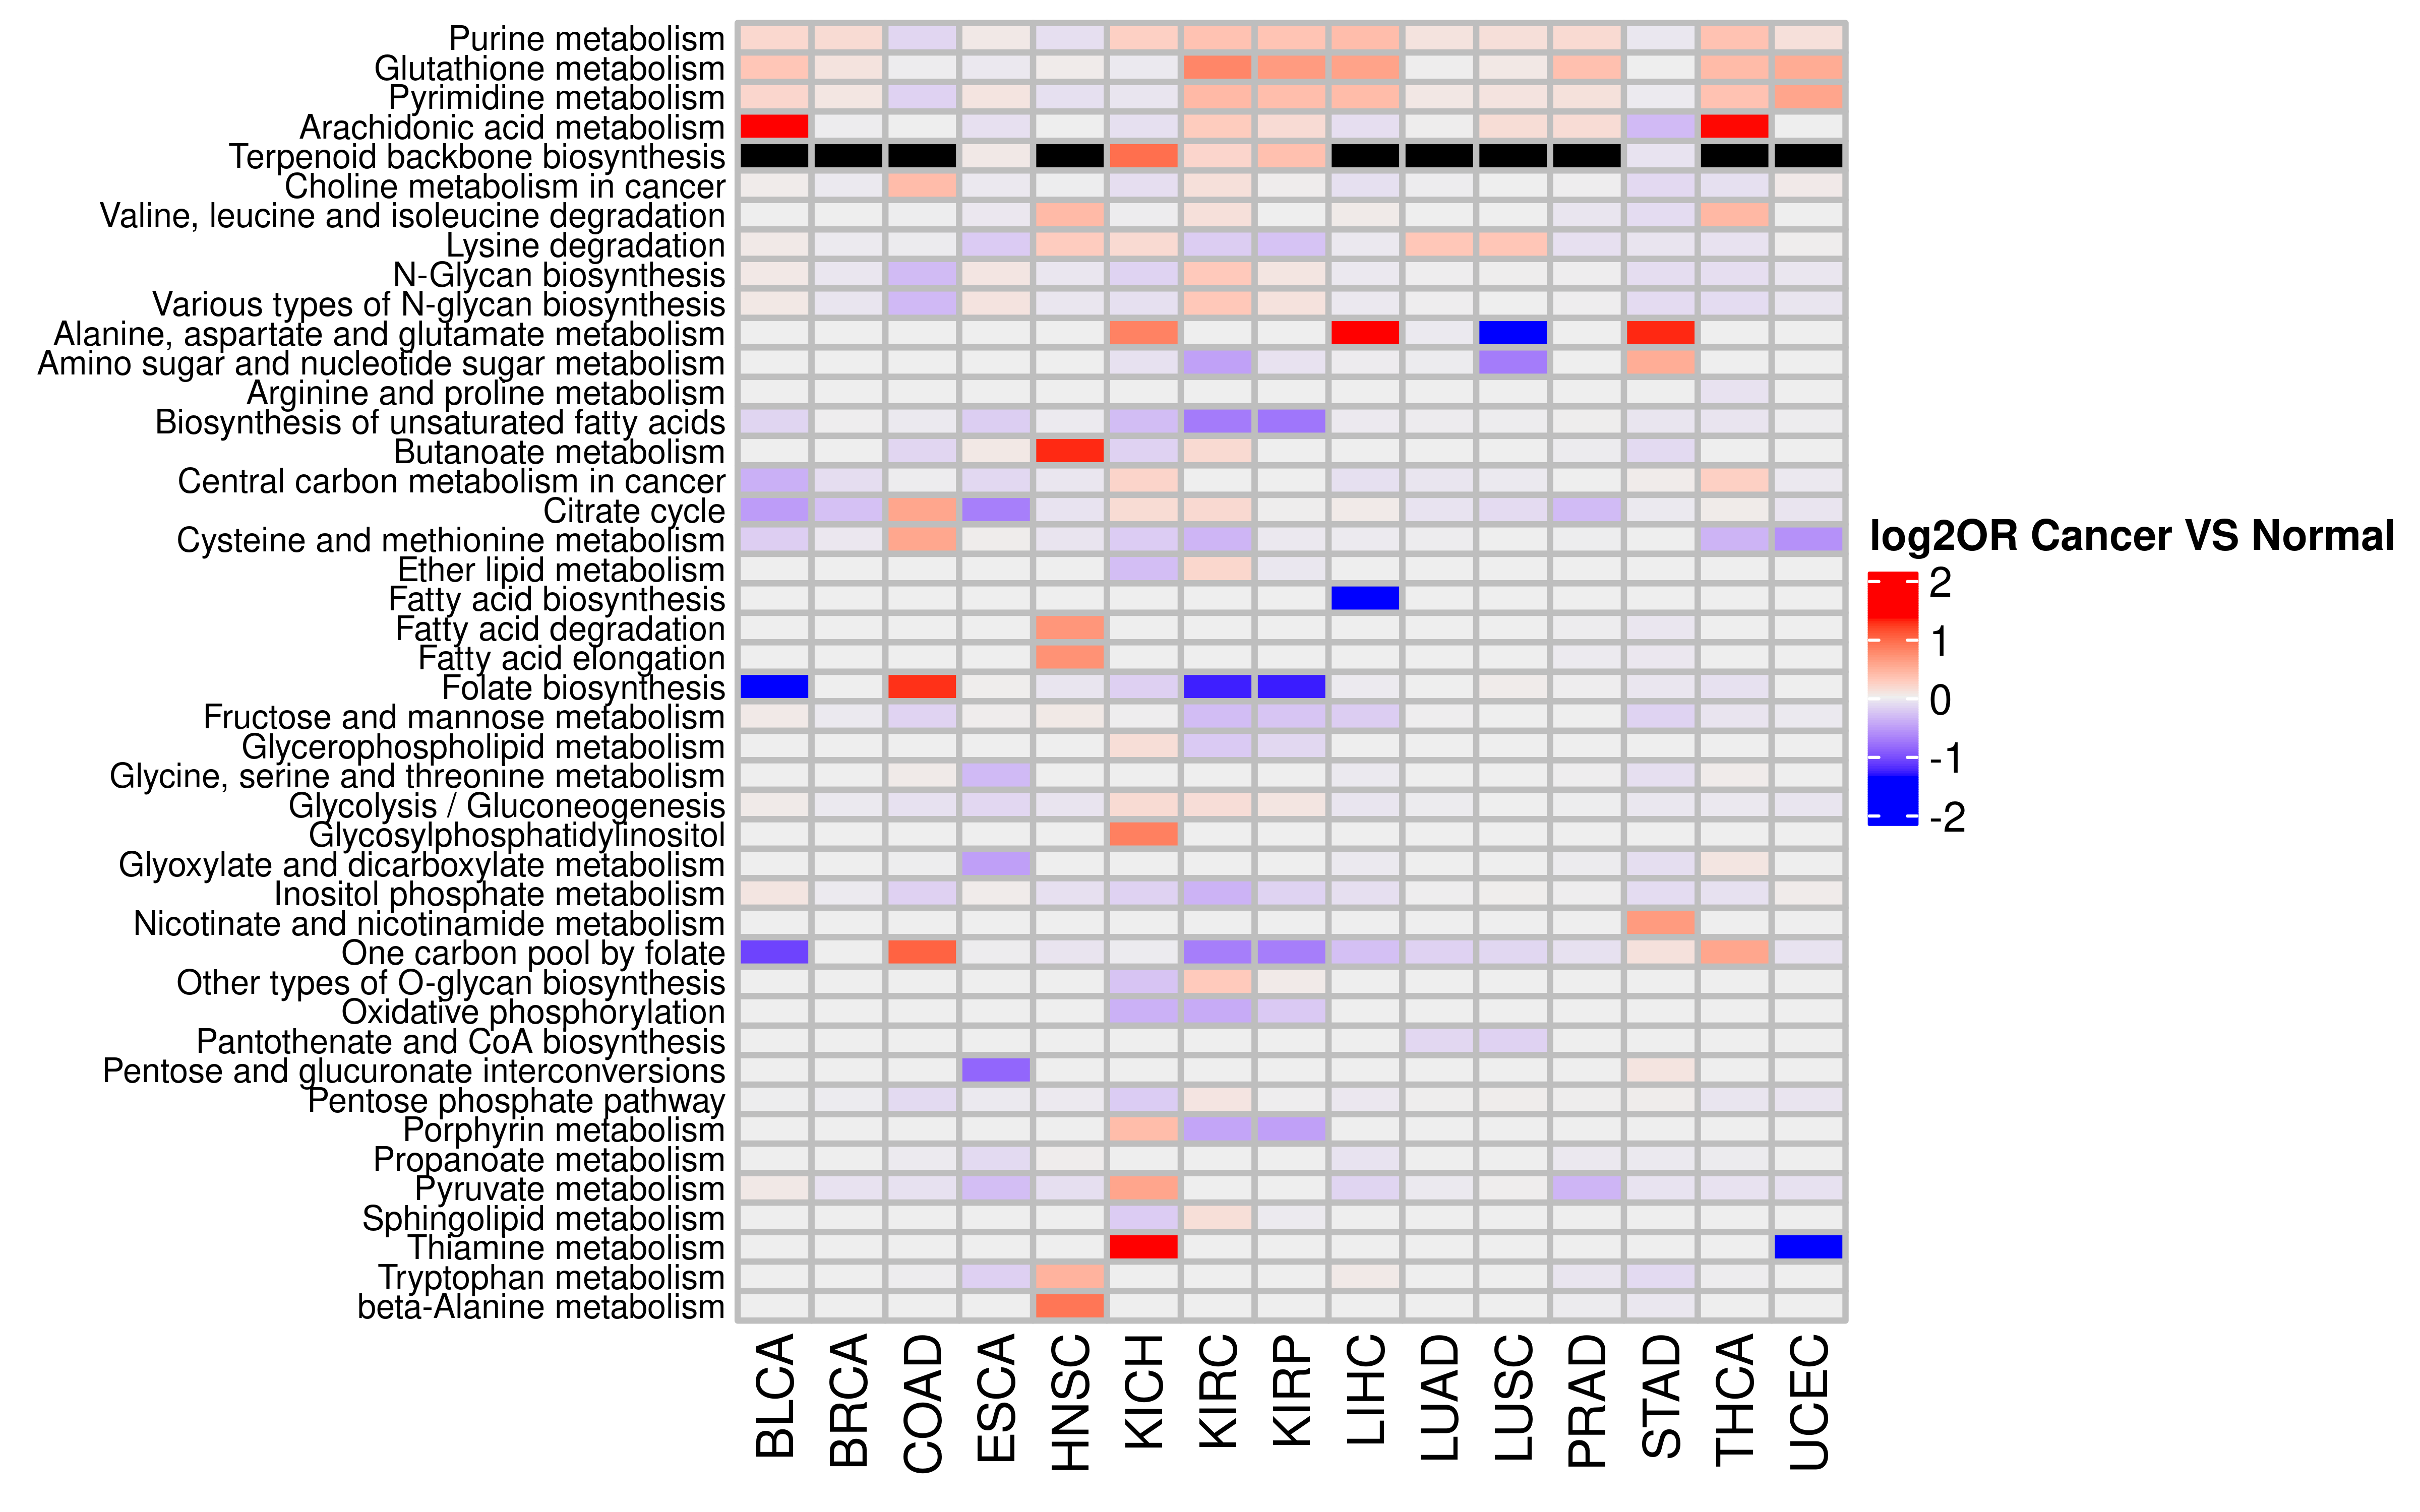 Purine metabolism
Glutathione metabolism
Pyrimidine metabolism
Arachidonic acid metabolism
Terpenoid backbone biosynthesis
Choline metabolism in cancer
Valine, leucine and isoleucine degradation
Lysine degradation
N-Glycan biosynthesis
Various types of N-glycan biosynthesis
Alanine, aspartate and glutamate metabolism
Amino sugar and nucleotide sugar metabolism
Arginine and proline metabolism
Biosynthesis of unsaturated fatty acids
Butanoate metabolism
Central carbon metabolism in cancer
Citrate cycle
Cysteine and methionine metabolism
Ether lipid metabolism
Fatty acid biosynthesis
Fatty acid degradation
Fatty acid elongation
Folate biosynthesis
Fructose and mannose metabolism
Glycerophospholipid metabolism
Glycine, serine and threonine metabolism
Glycolysis / Gluconeogenesis
Glycosylphosphatidylinositol
Glyoxylate and dicarboxylate metabolism
Inositol phosphate metabolism
Nicotinate and nicotinamide metabolism
One carbon pool by folate
Other types of O-glycan biosynthesis
Oxidative phosphorylation
Pantothenate and CoA biosynthesis
Pentose and glucuronate interconversions
Pentose phosphate pathway
Porphyrin metabolism
Propanoate metabolism
Pyruvate metabolism
Sphingolipid metabolism
Thiamine metabolism
Tryptophan metabolism
beta-Alanine metabolism
BLCA
BRCA
COAD
ESCA
HNSC
KICH
KIRC
KIRP
LIHC
LUAD
LUSC
PRAD
STAD
THCA
UCEC
log2OR Cancer VS Normal
2
1
0
-1
-2